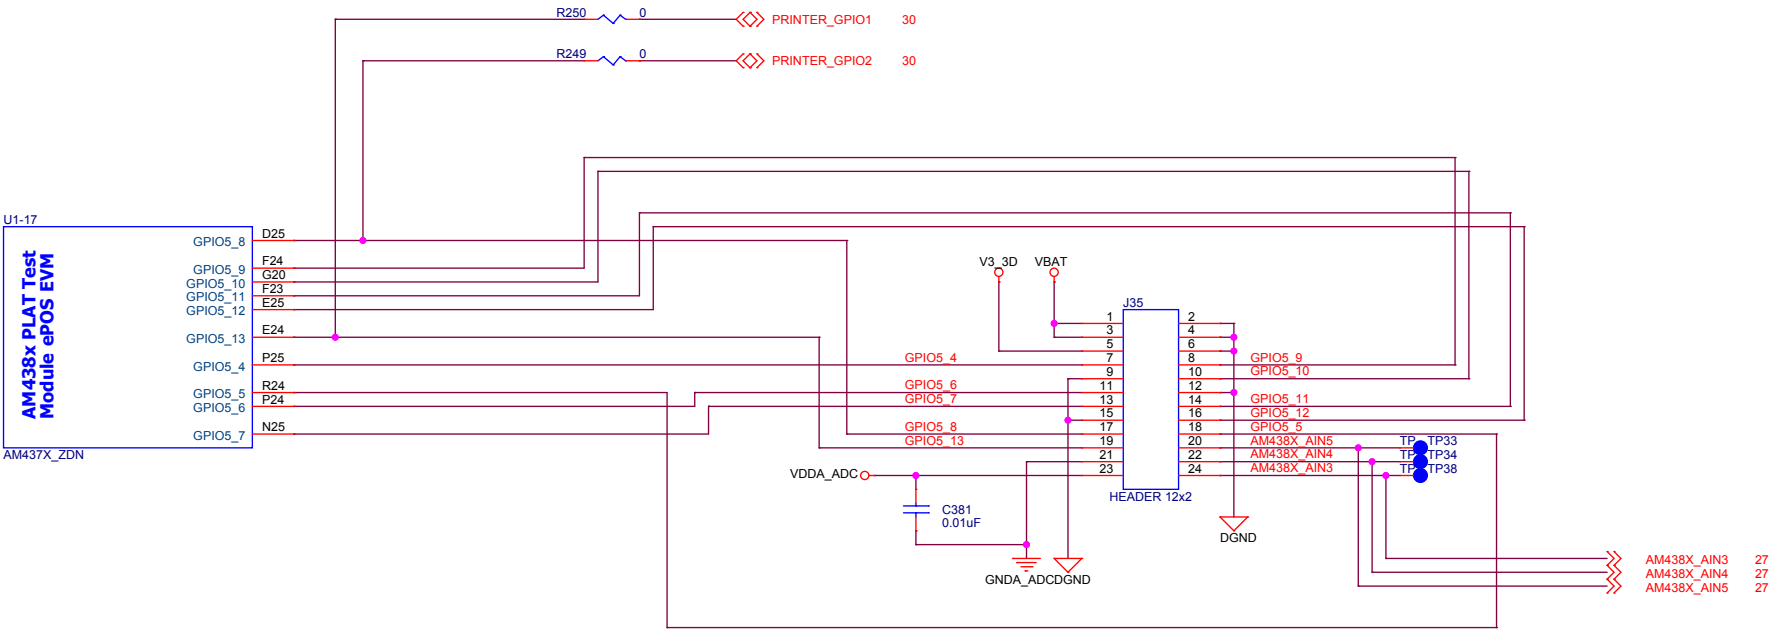 R250 0 PRINTER_GPIO1 30
R249 0 PRINTER_GPIO2 30
U1-17
AM438x PLAT Test
Module ePOS EVM
GPIO5_8 D25
GPIO5_9 F24
GPIO5_10 G20
GPIO5_11 F23
GPIO5_12 E25
GPIO5_13 E24
GPIO5_4 P25
GPIO5_5 R24
GPIO5_6 P24
GPIO5_7 N25
AM437X_ZDN
V3_3D VBAT
J35
1 2
3 4
5 6
GPIO5_4 7 8 GPIO5_9
9 10 GPIO5_10
GPIO5_6 11 12
GPIO5_7 13 14 GPIO5_11
15 16 GPIO5_12
GPIO5_8 17 18 GPIO5_5
GPIO5_13 19 20 AM438X_AIN5 TP TP33
21 22 AM438X_AIN4 TP TP34
VDDA_ADC 23 24 AM438X_AIN3 TP TP38
HEADER 12x2
C381
0.01uF
DGND
GNDA_ADC DGND
AM438X_AIN3 27
AM438X_AIN4 27
AM438X_AIN5 27